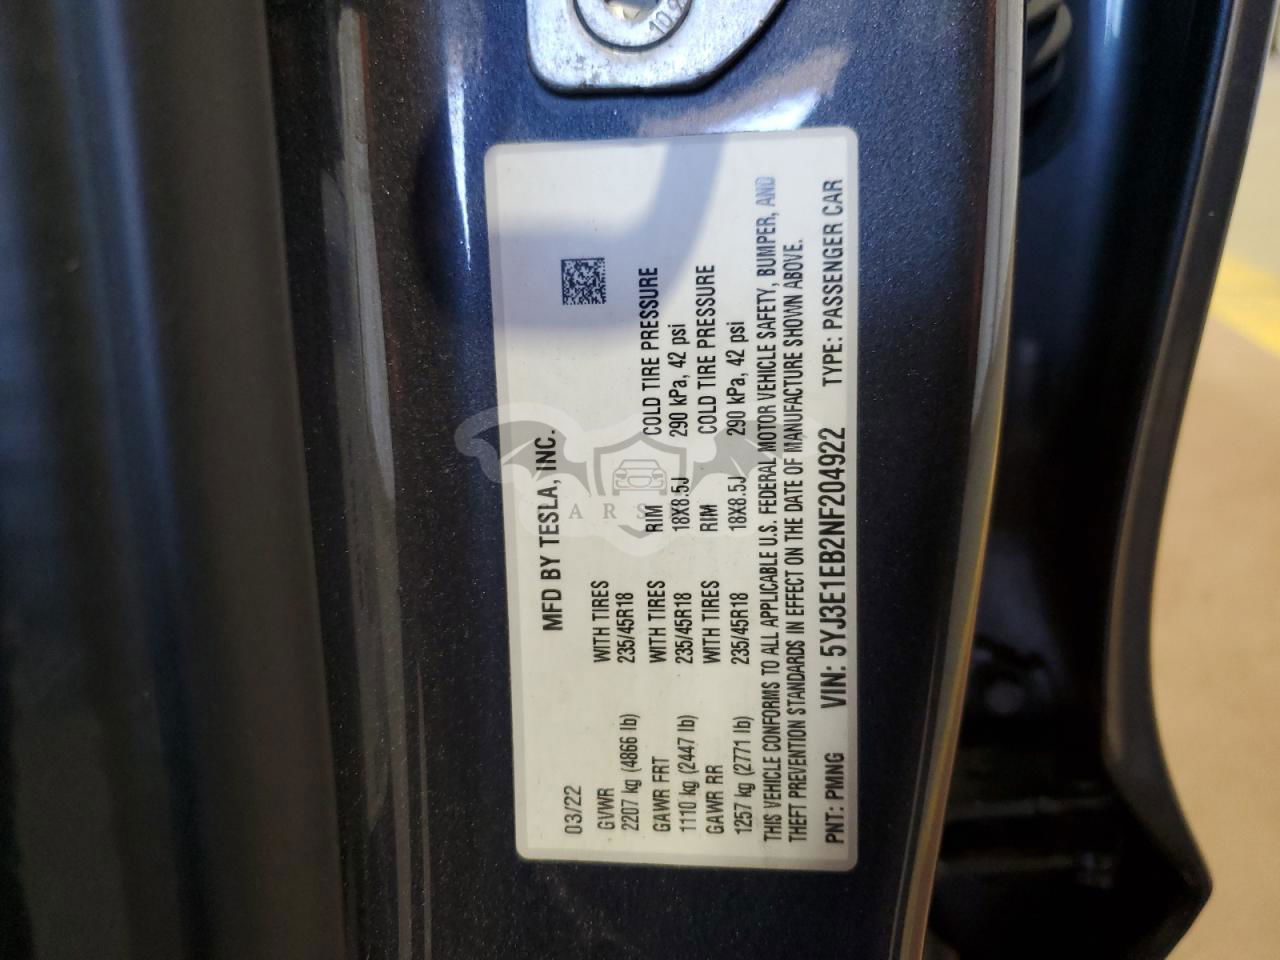 10.9
MFD BY TESLA, INC.
03/22
GVWR WITH TIRES
2207 kg (4866 lb) 235/45R18
GAWR FRT WITH TIRES RIM COLD TIRE PRESSURE
1110 kg (2447 lb) 235/45R18 18X8.5J 290 kPa, 42 psi
GAWR RR WITH TIRES RIM COLD TIRE PRESSURE
1257 kg (2771 lb) 235/45R18 18X8.5J 290 kPa, 42 psi
THIS VEHICLE CONFORMS TO ALL APPLICABLE U.S. FEDERAL MOTOR VEHICLE SAFETY, BUMPER, AND
THEFT PREVENTION STANDARDS IN EFFECT ON THE DATE OF MANUFACTURE SHOWN ABOVE.
PNT: PMNG VIN: 5YJ3E1EB2NF204922 TYPE: PASSENGER CAR